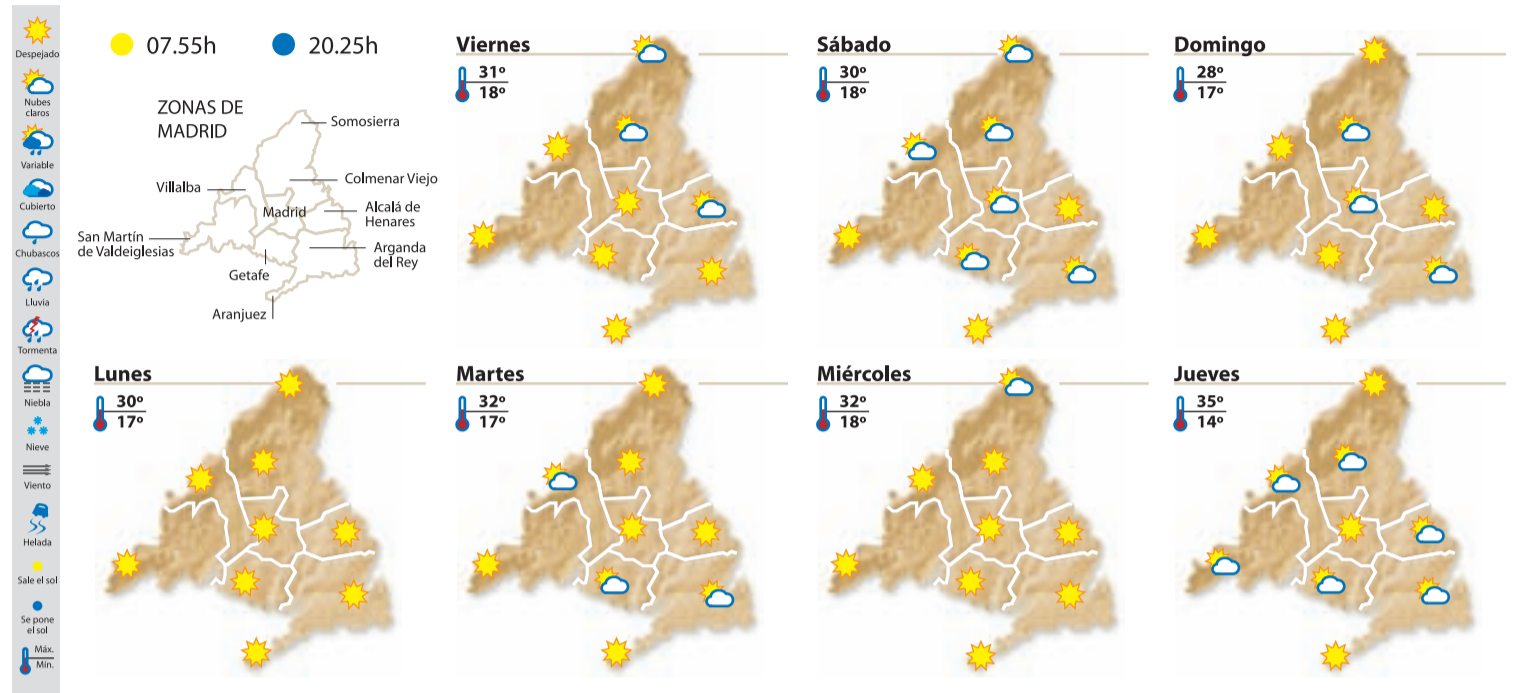 Despejado
Nubes
claros
Variable
Cubierto
Chubascos
Lluvia
Tormenta
Niebla
Nieve
Viento
Helada
Sale el sol
Se pone
el sol
Máx.
Mín.
07.55h
20.25h
ZONAS DE
MADRID
Somosierra
Colmenar Viejo
Villalba
Madrid
Alcalá de
Henares
San Martín
de Valdeiglesias
Arganda
del Rey
Getafe
Aranjuez
Viernes
31º
18º
Sábado
30º
18º
Domingo
28º
17º
Lunes
30º
17º
Martes
32º
17º
Miércoles
32º
18º
Jueves
35º
14º